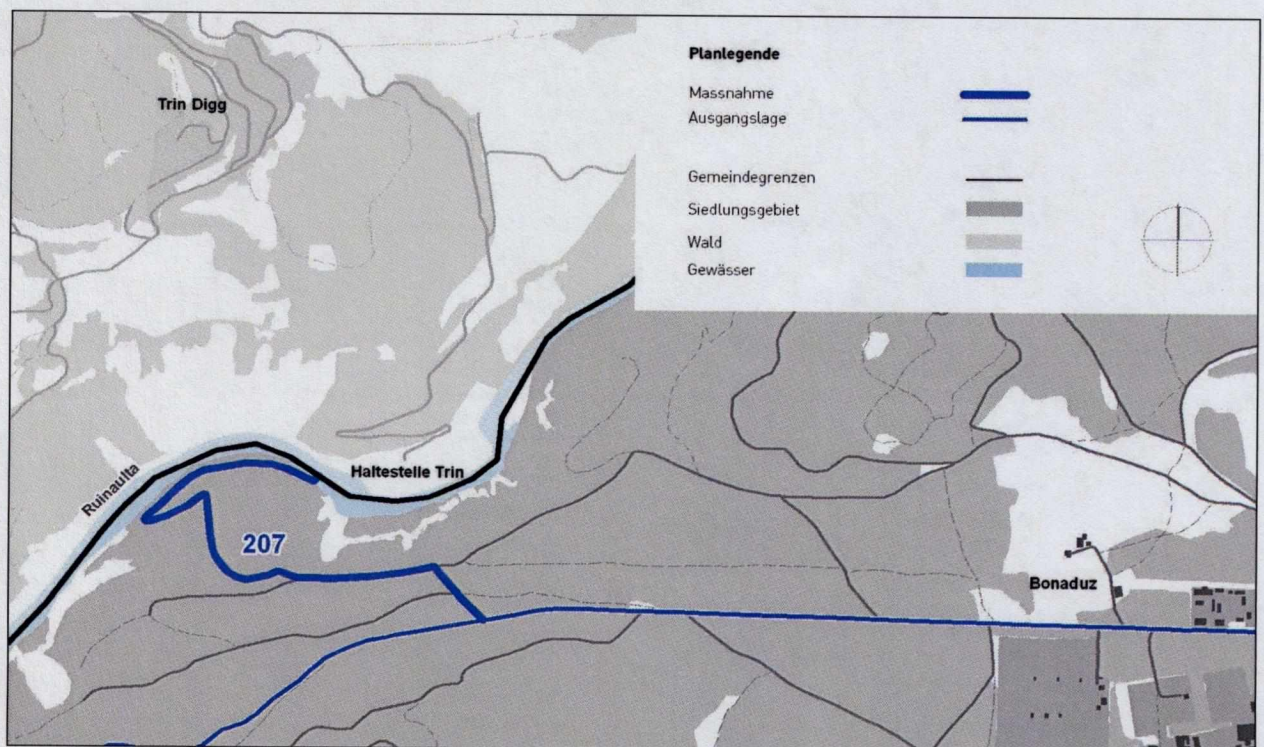 Trin Digg
Planlegende
Massnahme
Ausgangslage
Gemeindegrenzen
Siedlungsgebiet
Wald
Gewässer
Ruinaulta
Haltestelle Trin
207
Bonaduz